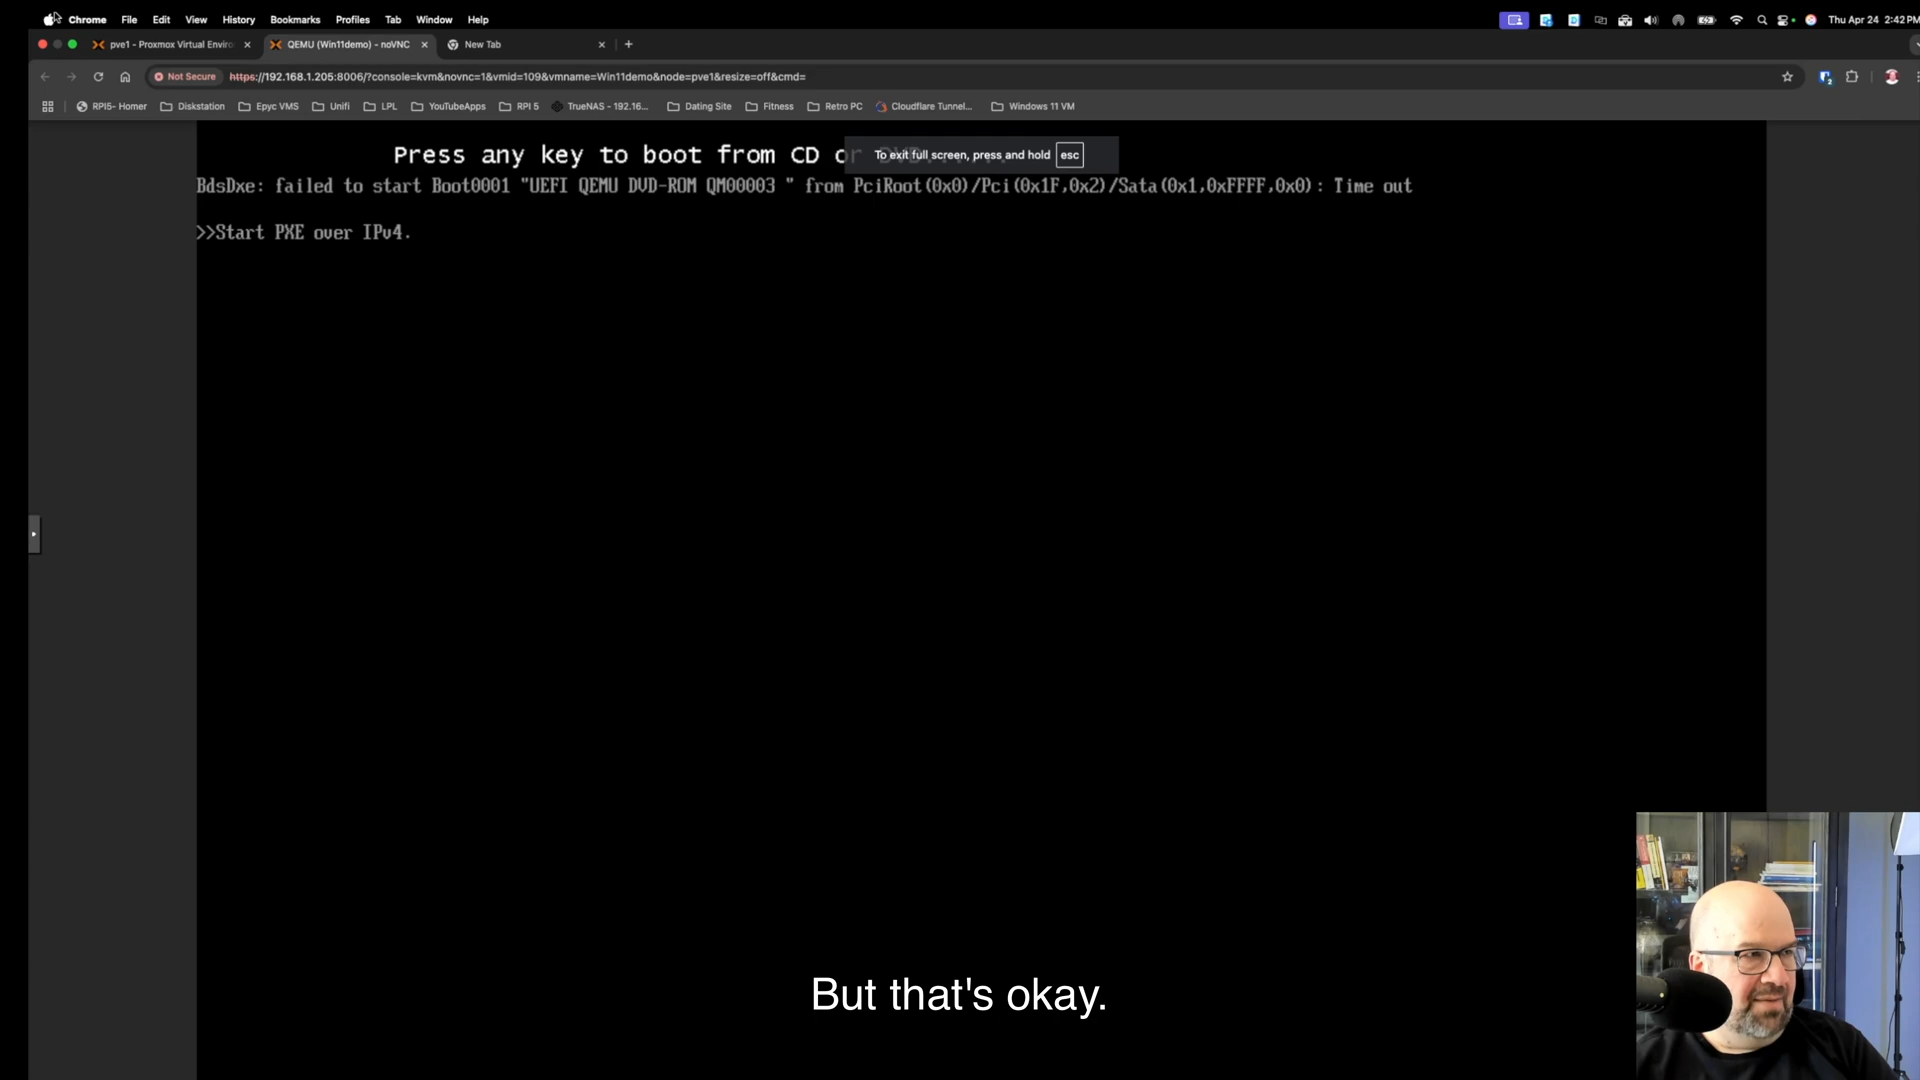 Chrome File Edit View History Bookmarks Profiles Tab Window Help Thu Apr 24 2:42 PM
pve1 - Proxmox Virtual Enviro QEMU (Win11demo) - noVNC New Tab
Not Secure https://192.168.1.205:8006/?console=kvm&novnc=1&vmid=109&vmname=Win11demo&node=pve1&resize=off&cmd=
RPI5- Homer Diskstation Epyc VMS Unifi LPL YouTubeApps RPI 5 TrueNAS - 192.16... Dating Site Fitness Retro PC Cloudflare Tunnel... Windows 11 VM
Press any key to boot from CD or DVD......
To exit full screen, press and hold esc
BdsDxe: failed to start Boot0001 "UEFI QEMU DVD-ROM QM00003 " from PciRoot(0x0)/Pci(0x1F,0x2)/Sata(0x1,0xFFFF,0x0): Time out
>>Start PXE over IPv4.
But that's okay.